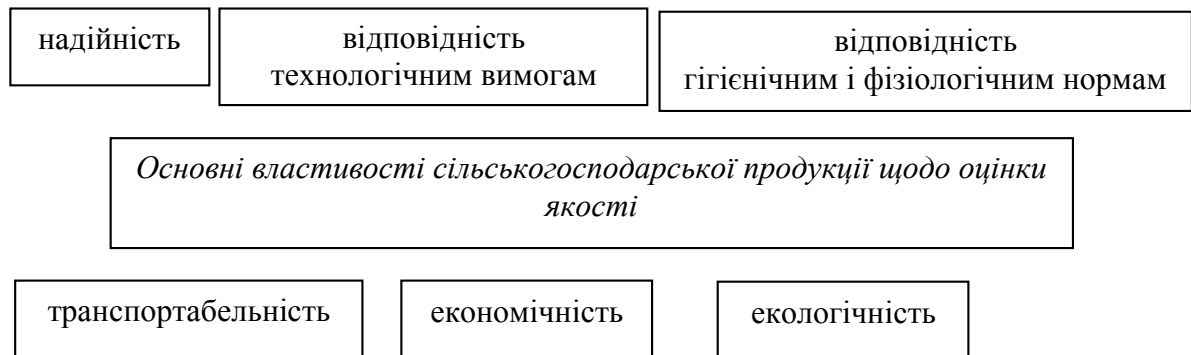 надійність
відповідність
технологічним вимогам
відповідність
гігієнічним і фізіологічним нормам
Основні властивості сільськогосподарської продукції щодо оцінки
якості
транспортабельність
економічність
екологічність